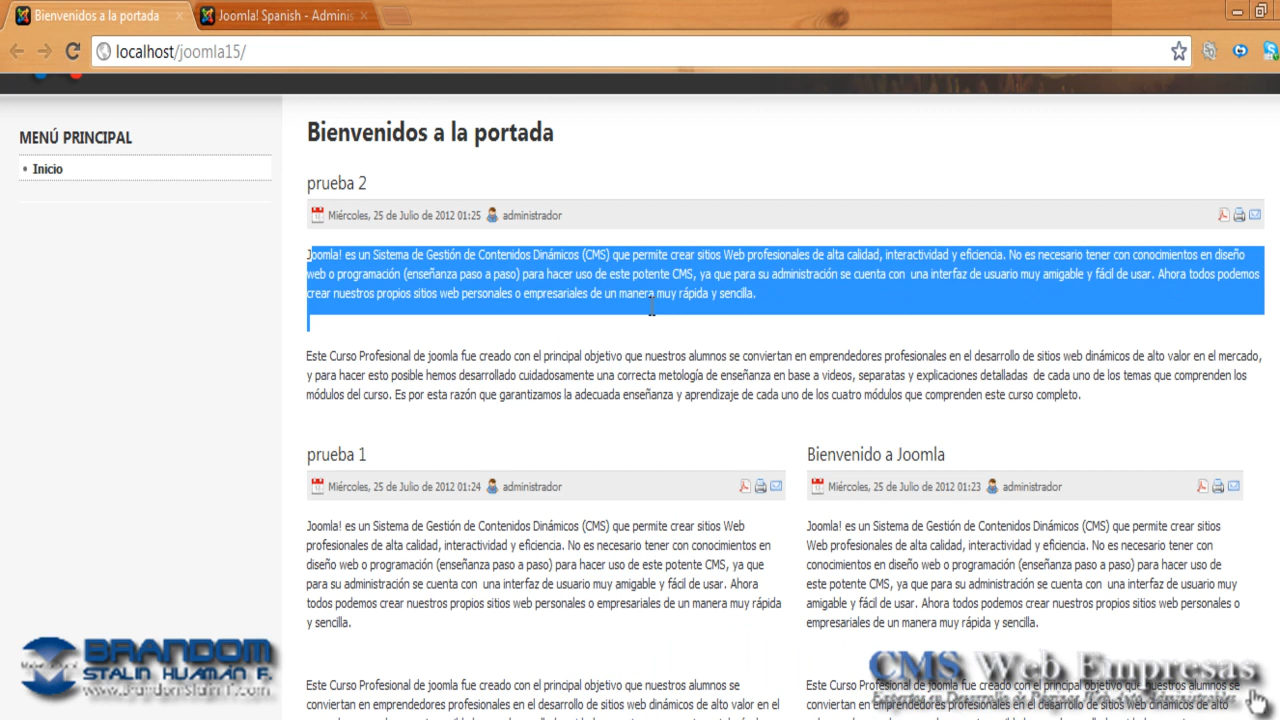 Bienvenidos a la portada
Joomla! Spanish - Adminis
localhost/joomla15/
MENÚ PRINCIPAL
Inicio
Bienvenidos a la portada
prueba 2
Miércoles, 25 de Julio de 2012 01:25 administrador
Joomla! es un Sistema de Gestión de Contenidos Dinámicos (CMS) que permite crear sitios Web profesionales de alta calidad, interactividad y eficiencia. No es necesario tener con conocimientos en diseño
web o programación (enseñanza paso a paso) para hacer uso de este potente CMS, ya que para su administración se cuenta con una interfaz de usuario muy amigable y fácil de usar. Ahora todos podemos
crear nuestros propios sitios web personales o empresariales de un manera muy rápida y sencilla.
Este Curso Profesional de joomla fue creado con el principal objetivo que nuestros alumnos se conviertan en emprendedores profesionales en el desarrollo de sitios web dinámicos de alto valor en el mercado,
y para hacer esto posible hemos desarrollado cuidadosamente una correcta metología de enseñanza en base a videos, separatas y explicaciones detalladas de cada uno de los temas que comprenden los
módulos del curso. Es por esta razón que garantizamos la adecuada enseñanza y aprendizaje de cada uno de los cuatro módulos que comprenden este curso completo.
prueba 1
Miércoles, 25 de Julio de 2012 01:24 administrador
Joomla! es un Sistema de Gestión de Contenidos Dinámicos (CMS) que permite crear sitios Web
profesionales de alta calidad, interactividad y eficiencia. No es necesario tener con conocimientos en
diseño web o programación (enseñanza paso a paso) para hacer uso de este potente CMS, ya que
para su administración se cuenta con una interfaz de usuario muy amigable y fácil de usar. Ahora
todos podemos crear nuestros propios sitios web personales o empresariales de un manera muy rápida
y sencilla.
Este Curso Profesional de joomla fue creado con el principal objetivo que nuestros alumnos se
conviertan en emprendedores profesionales en el desarrollo de sitios web dinámicos de alto valor en el
Bienvenido a Joomla
Miércoles, 25 de Julio de 2012 01:23 administrador
Joomla! es un Sistema de Gestión de Contenidos Dinámicos (CMS) que permite crear sitios
Web profesionales de alta calidad, interactividad y eficiencia. No es necesario tener con
conocimientos en diseño web o programación (enseñanza paso a paso) para hacer uso de
este potente CMS, ya que para su administración se cuenta con una interfaz de usuario muy
amigable y fácil de usar. Ahora todos podemos crear nuestros propios sitios web personales o
empresariales de un manera muy rápida y sencilla.
Este Curso Profesional de joomla fue creado con el principal objetivo que nuestros alumnos se
conviertan en emprendedores profesionales en el desarrollo de sitios web dinámicos de alto
BRANDOM
STALIN HUAMAN F.
CMS Web Empresas